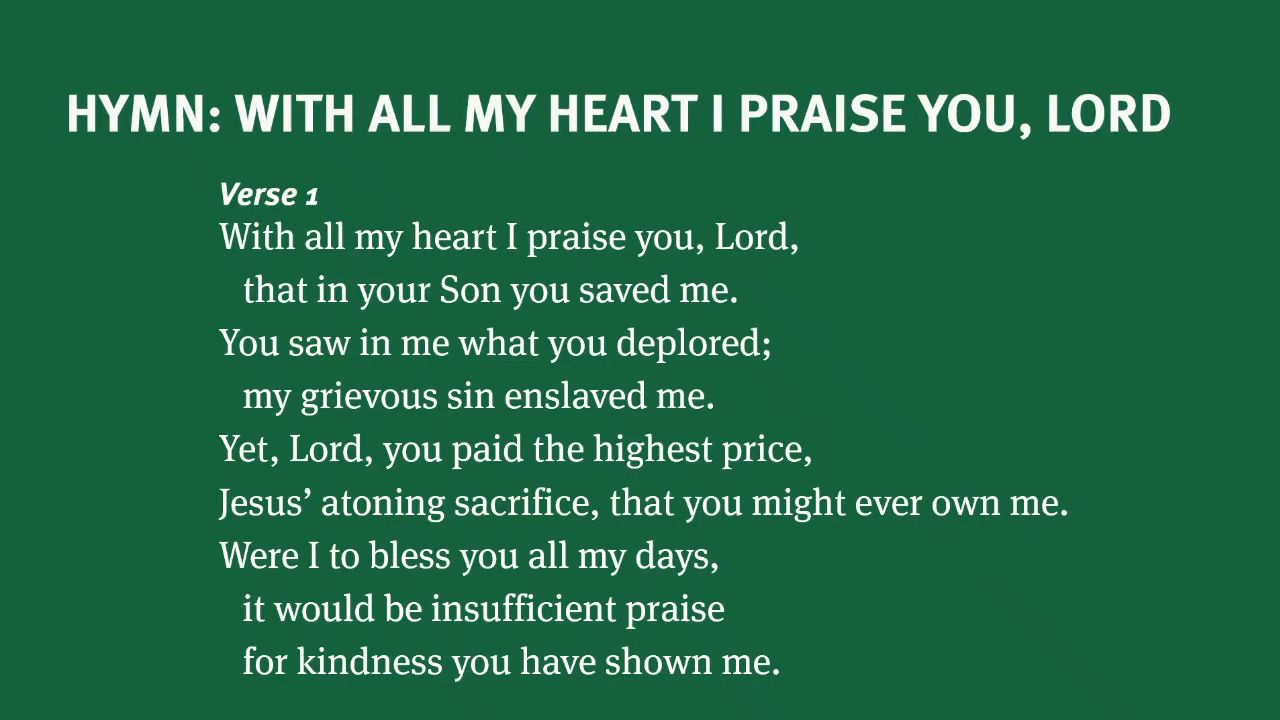 HYMN: WITH ALL MY HEART I PRAISE YOU, LORD
Verse 1
With all my heart I praise you, Lord,
that in your Son you saved me.
You saw in me what you deplored;
my grievous sin enslaved me.
Yet, Lord, you paid the highest price,
Jesus’ atoning sacrifice, that you might ever own me.
Were I to bless you all my days,
it would be insufficient praise
for kindness you have shown me.